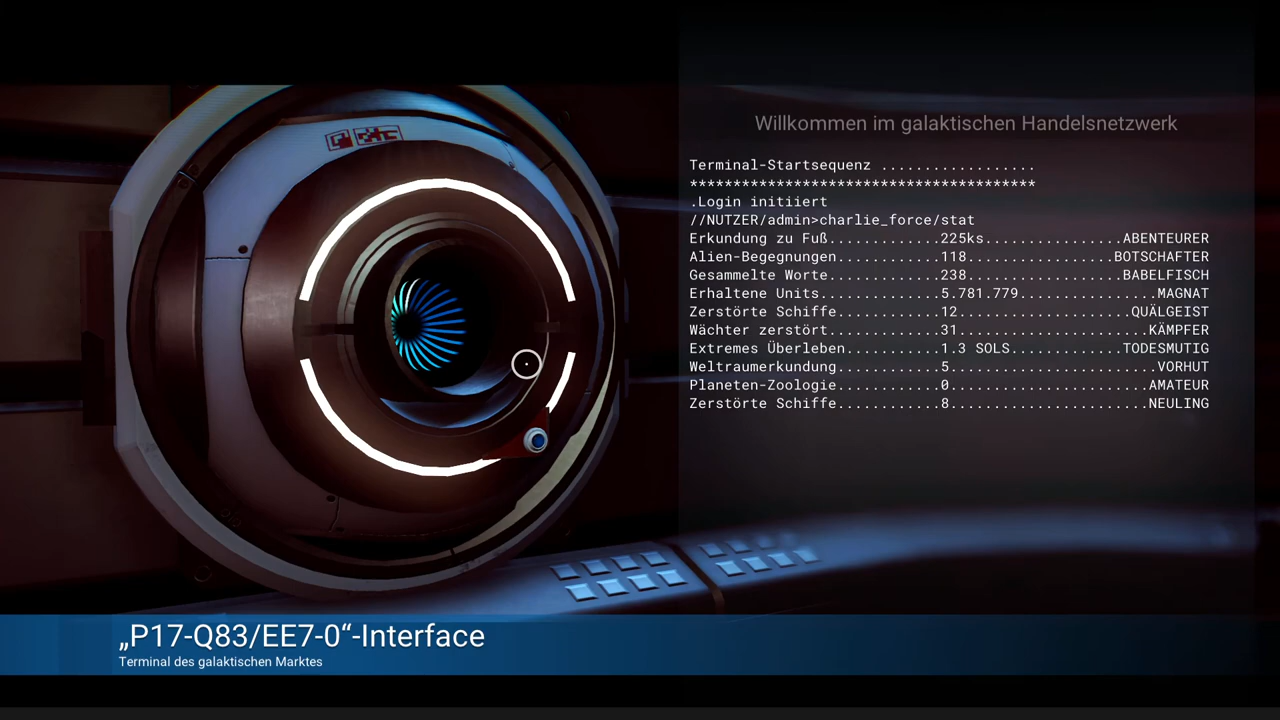 Willkommen im galaktischen Handelsnetzwerk
Terminal-Startsequenz ..................
****************************************
.Login initiiert
//NUTZER/admin>charlie_force/stat
Erkundung zu Fuß.............225ks................ABENTEURER
Alien-Begegnungen............118.................BOTSCHAFTER
Gesammelte Worte.............238..................BABELFISCH
Erhaltene Units..............5.781.779................MAGNAT
Zerstörte Schiffe............12....................QUÄLGEIST
Wächter zerstört.............31.....................KÄMPFER
Extremes Überleben...........1.3 SOLS.............TODESMUTIG
Weltraumerkundung............5........................VORHUT
Planeten-Zoologie............0.......................AMATEUR
Zerstörte Schiffe............8.......................NEULING
„P17-Q83/EE7-0“-Interface
Terminal des galaktischen Marktes